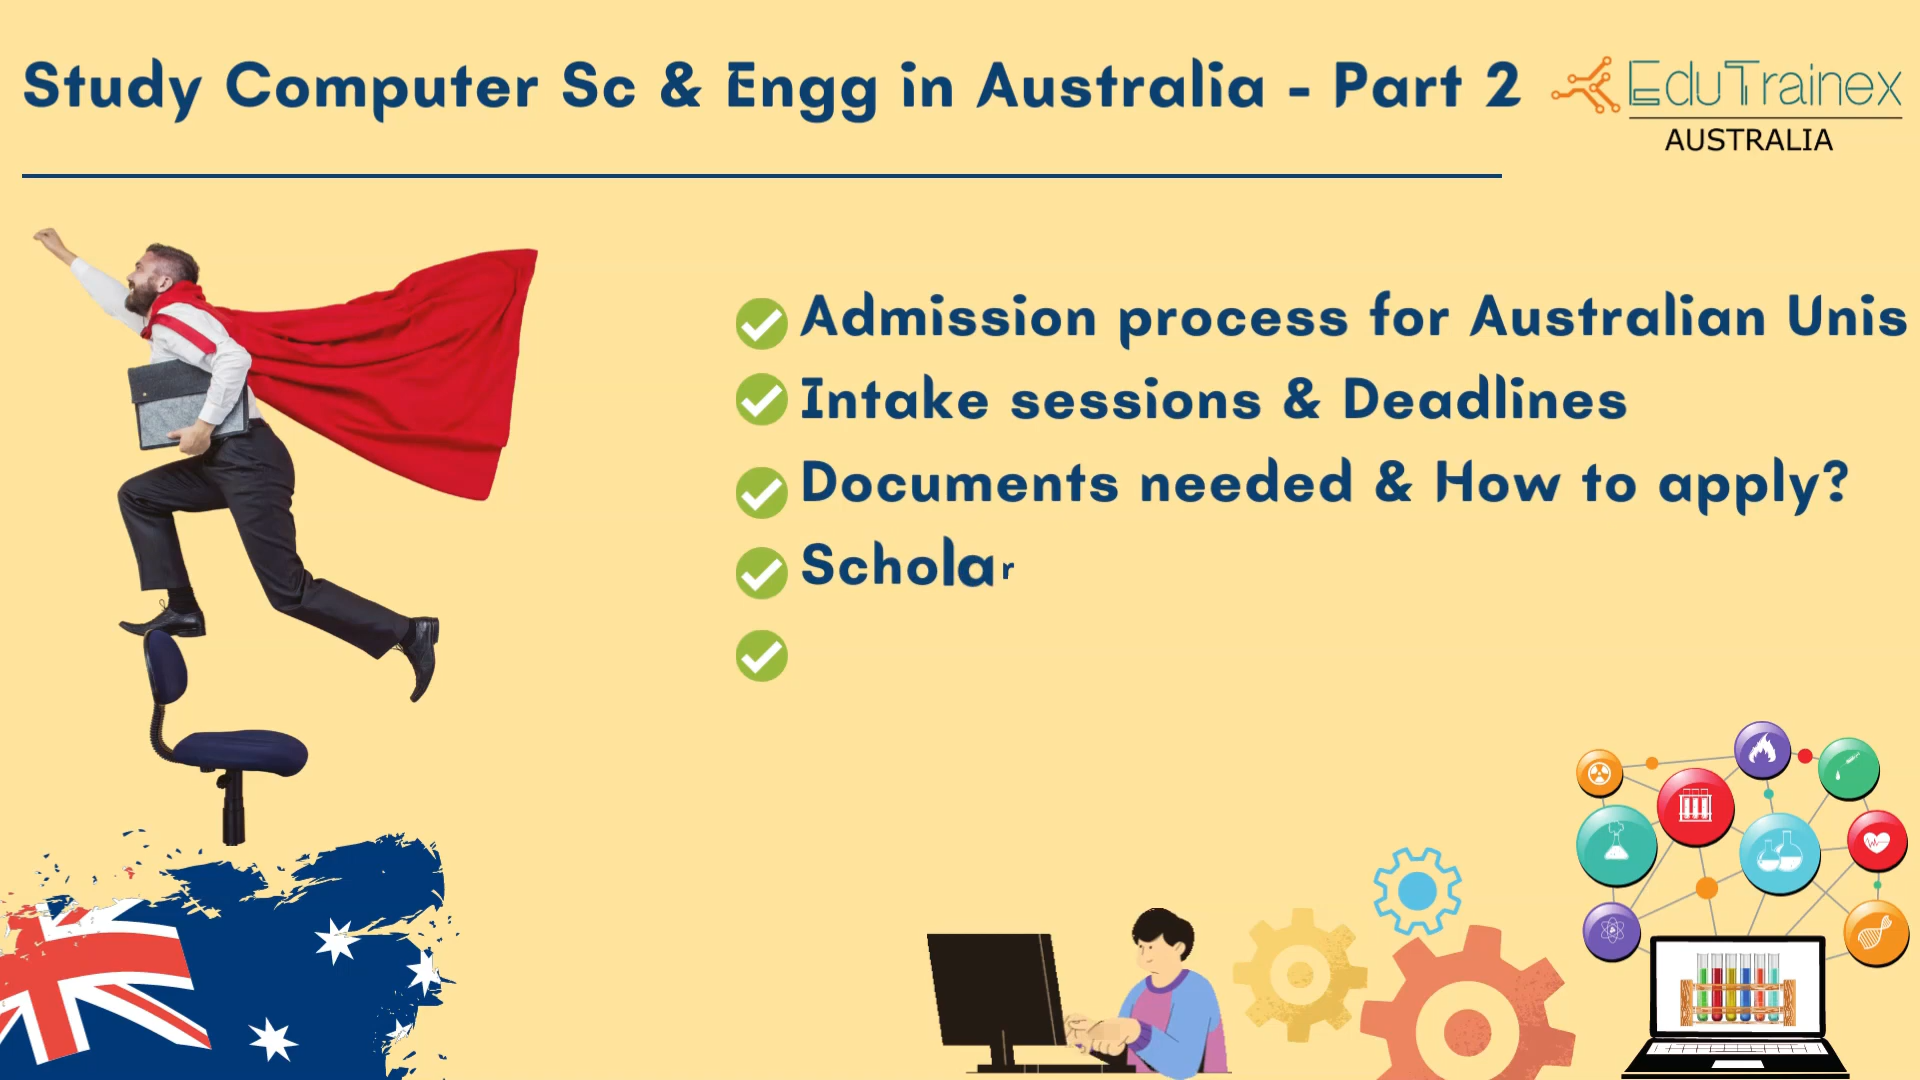 Study Computer Sc & Engg in Australia - Part 2
EduTrainex
AUSTRALIA
Admission process for Australian Unis
Intake sessions & Deadlines
Documents needed & How to apply?
Scholar